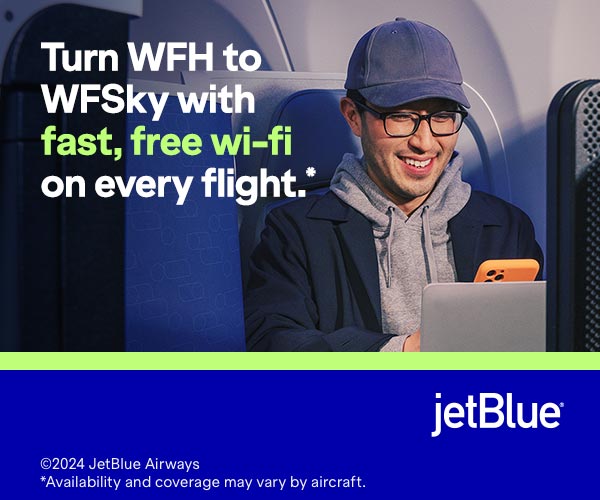 Turn WFH to
WFSky with
fast, free wi-fi
on every flight.*
jetBlue®
©2024 JetBlue Airways
*Availability and coverage may vary by aircraft.